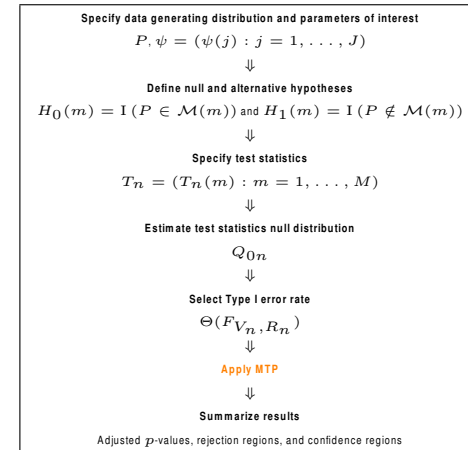 Specify data generating distribution and parameters of interest
P, ψ = (ψ(j) : j = 1, . . . , J)
⇓
Define null and alternative hypotheses
H₀(m) = I (P ∈ ℳ(m)) and H₁(m) = I (P ∉ ℳ(m))
⇓
Specify test statistics
Tₙ = (Tₙ(m) : m = 1, . . . , M)
⇓
Estimate test statistics null distribution
Q₀ₙ
⇓
Select Type I error rate
Θ(F_{Vₙ,Rₙ})
⇓
Apply MTP
⇓
Summarize results
Adjusted p-values, rejection regions, and confidence regions